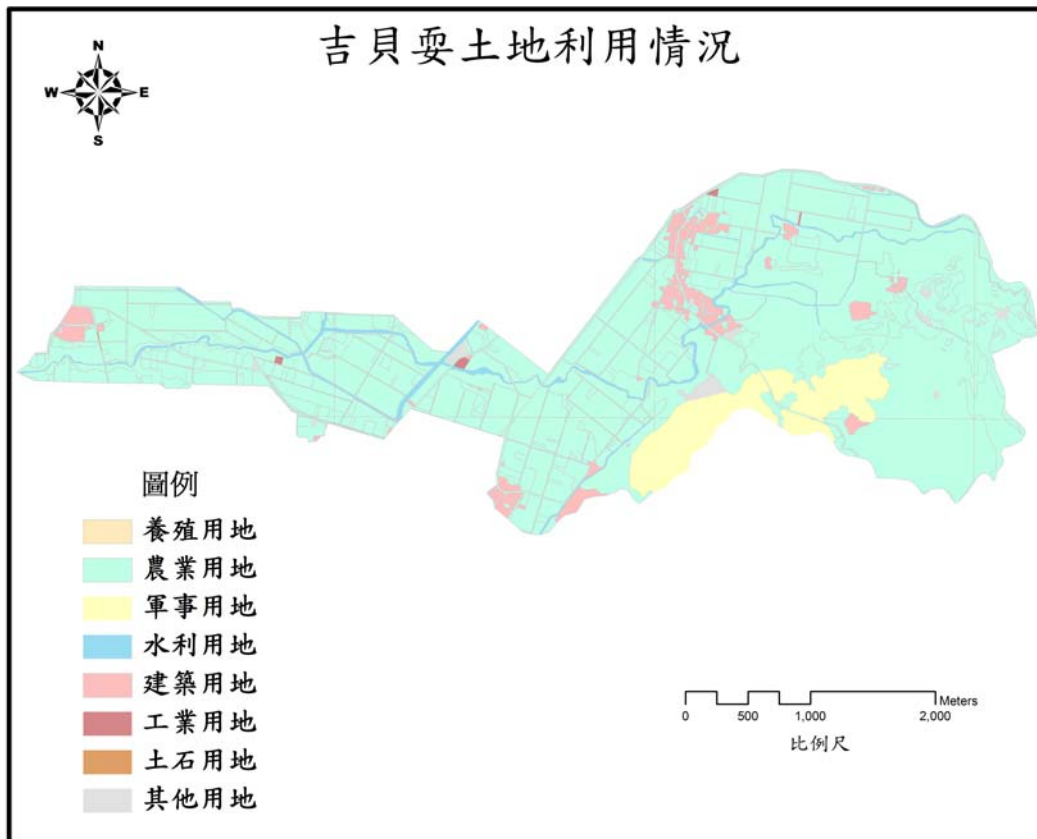 吉貝耍土地利用情況
N
W E
S
圖例
養殖用地
農業用地
軍事用地
水利用地
建築用地
工業用地
土石用地
其他用地
Meters
0 500 1,000 2,000
比例尺